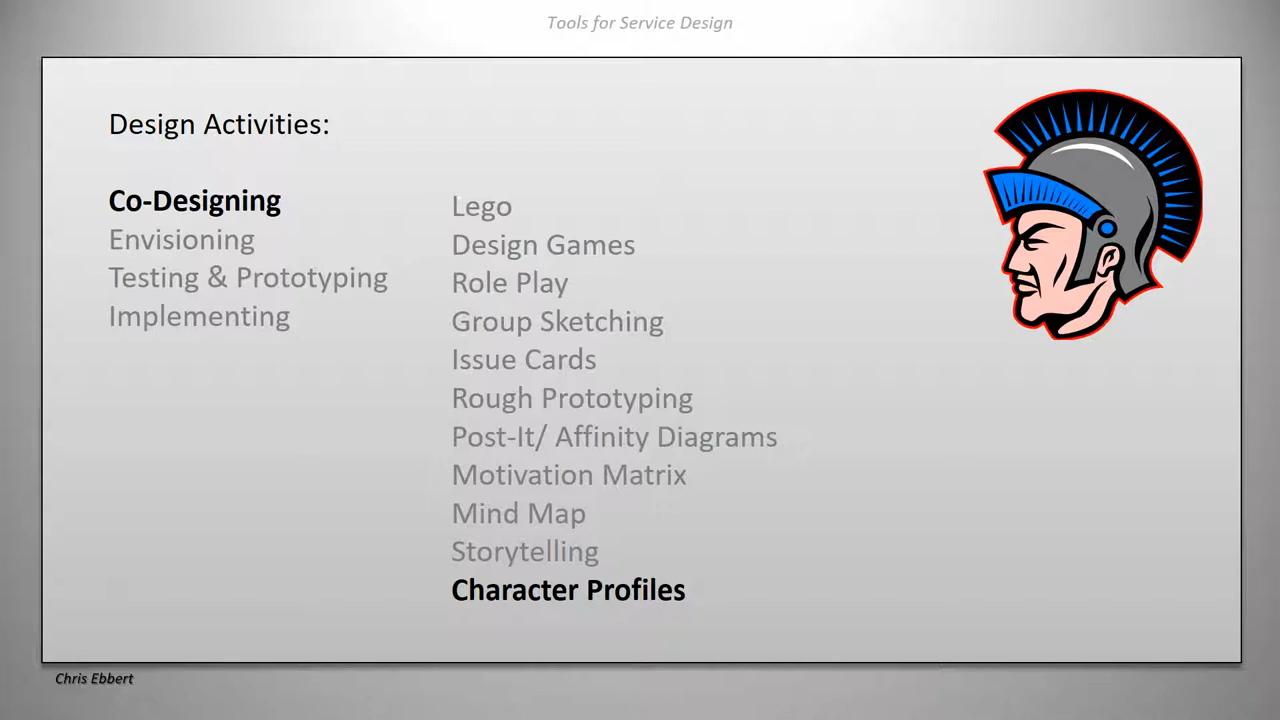 Tools for Service Design
Design Activities:
Co-Designing
Envisioning
Testing & Prototyping
Implementing
Lego
Design Games
Role Play
Group Sketching
Issue Cards
Rough Prototyping
Post-It/ Affinity Diagrams
Motivation Matrix
Mind Map
Storytelling
Character Profiles
Chris Ebbert